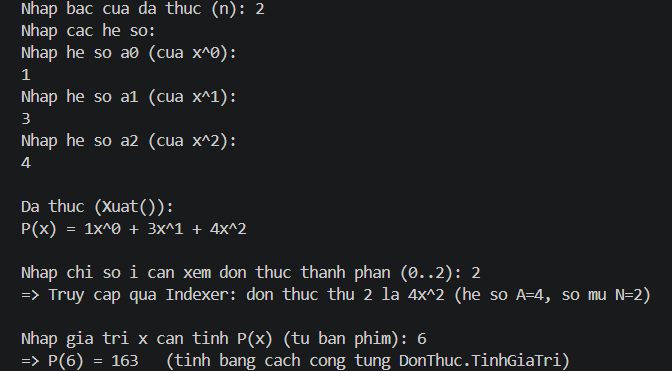 Nhap bac cua da thuc (n): 2
Nhap cac he so:
Nhap he so a0 (cua x^0):
1
Nhap he so a1 (cua x^1):
3
Nhap he so a2 (cua x^2):
4
Da thuc (Xuat()):
P(x) = 1x^0 + 3x^1 + 4x^2
Nhap chi so i can xem don thuc thanh phan (0..2): 2
=> Truy cap qua Indexer: don thuc thu 2 la 4x^2 (he so A=4, so mu N=2)
Nhap gia tri x can tinh P(x) (tu ban phim): 6
=> P(6) = 163   (tinh bang cach cong tung DonThuc.TinhGiaTri)